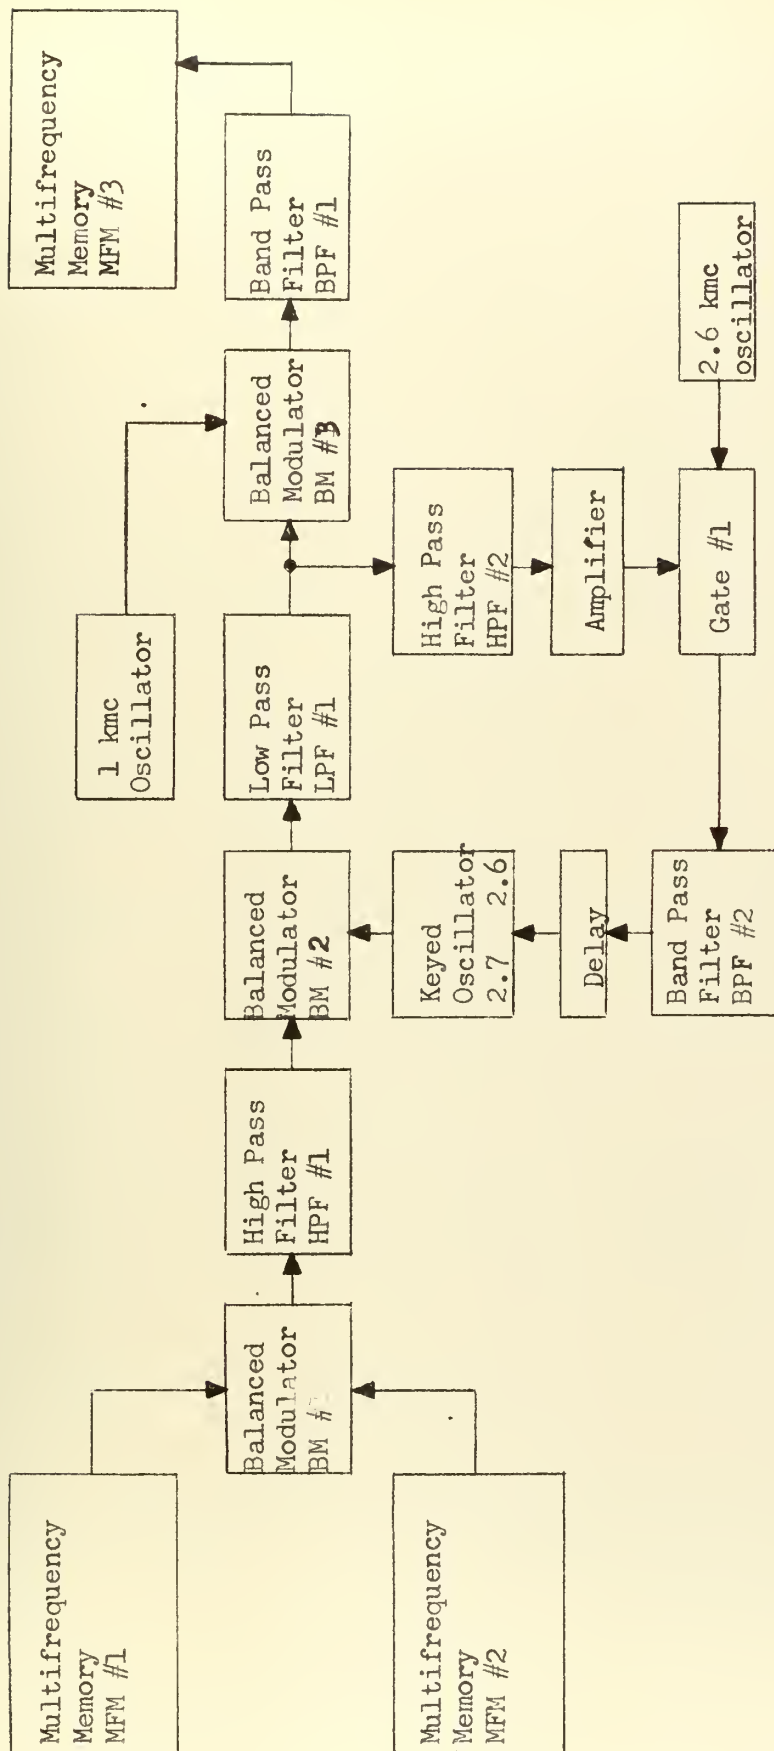 Multifrequency
Memory
MFM #1
Multifrequency
Memory
MFM #2
Balanced
Modulator
BM #
High Pass
Filter
HPF #1
Balanced
Modulator
BM #2
Keyed
Oscillator
2.7 2.6
Delay
Band Pass
Filter
BPF #2
1 kmc
Oscillator
Low Pass
Filter
LPF #1
Balanced
Modulator
BM #3
High Pass
Filter
HPF #2
Amplifier
Gate #1
2.6 kmc
oscillator
Band Pass
Filter
BPF #1
Multifrequency
Memory
MFM #3